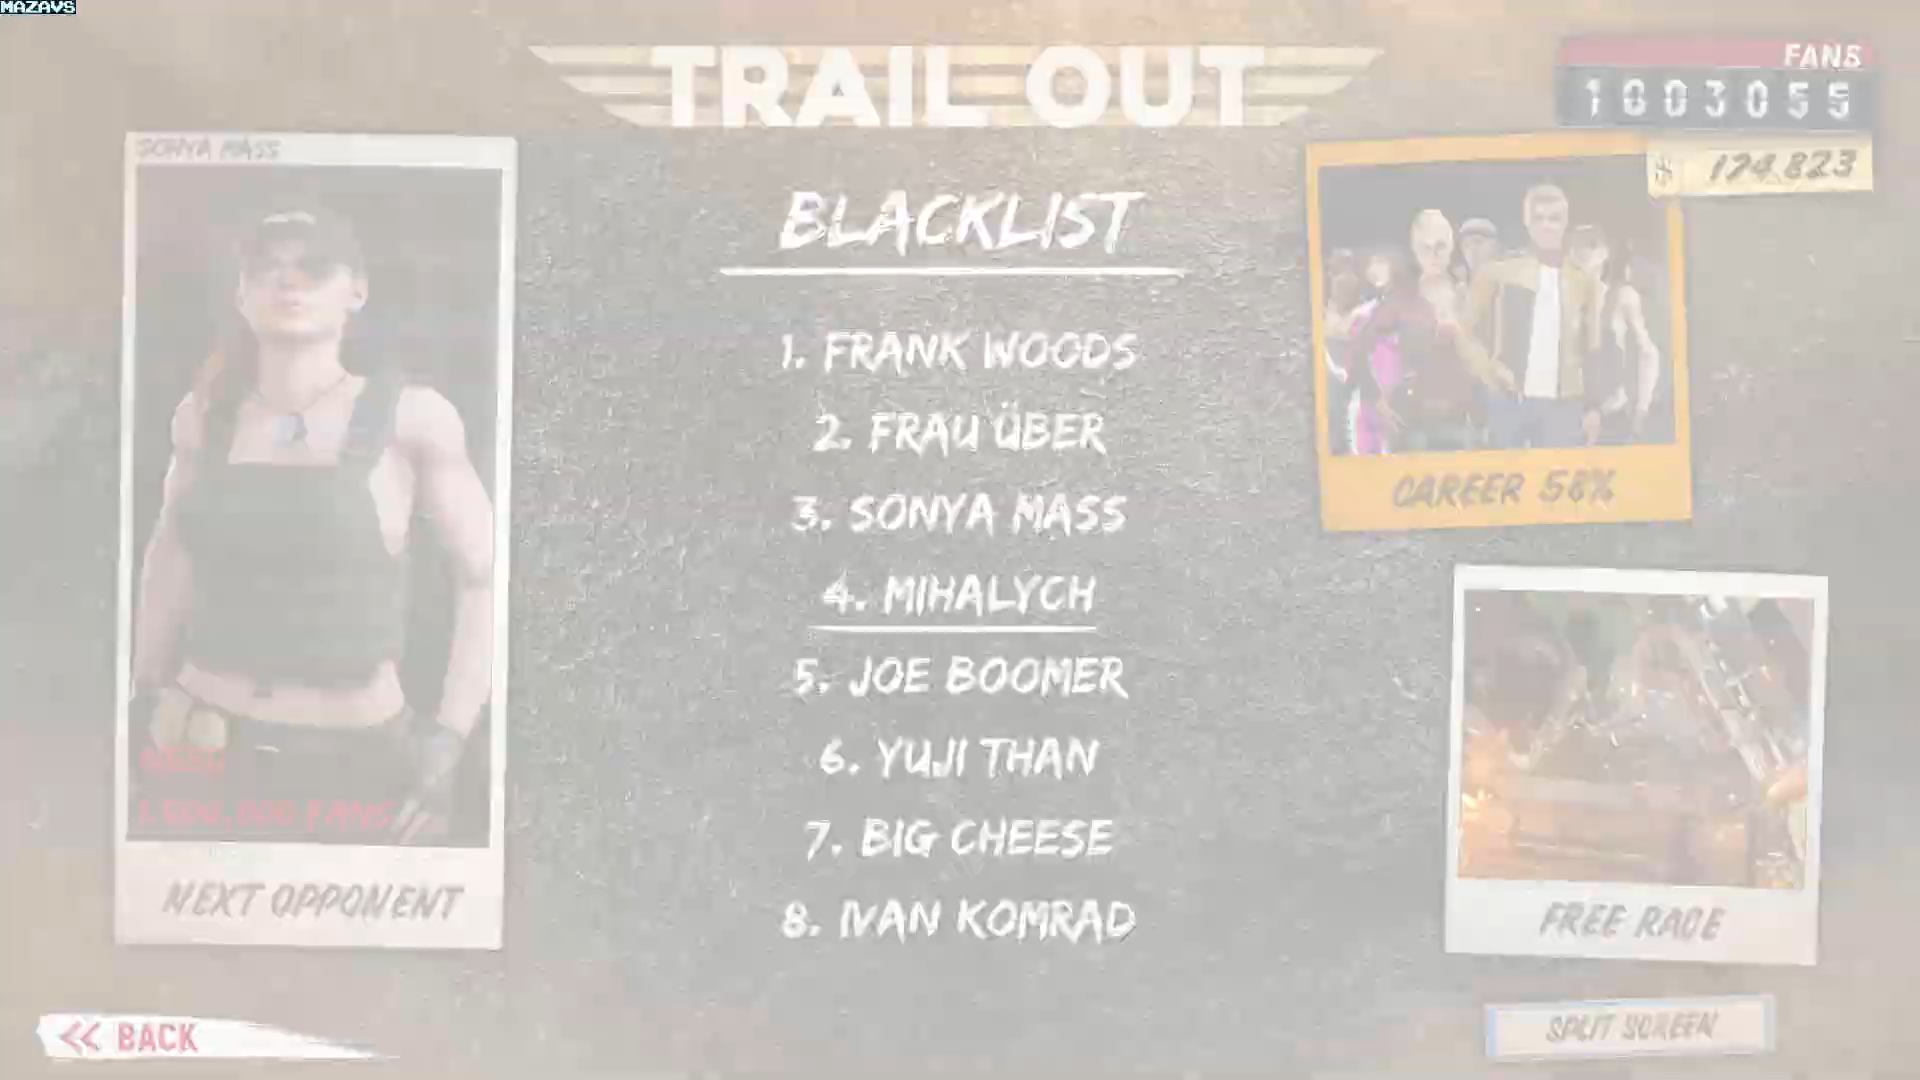 MAZAVS
TRAIL OUT
FANS
1003055
SONYA MASS
174,823
BLACKLIST
1. FRANK WOODS
2. FRAU ÜBER
3. SONYA MASS
4. MIHALYCH
5. JOE BOOMER
6. YUJI THAN
7. BIG CHEESE
8. IVAN KOMRAD
CAREER 58%
NEED
FANS
NEXT OPPONENT
FREE RACE
<< BACK
SPLIT SCREEN